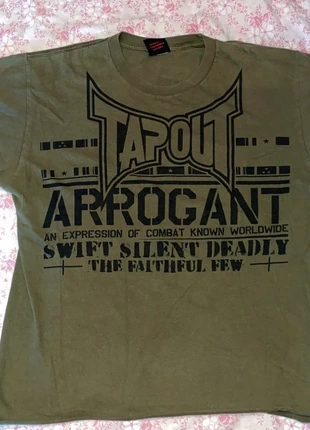 TAPOUT
ARROGANT
AN EXPRESSION OF COMBAT KNOWN WORLDWIDE
SWIFT SILENT DEADLY
THE FAITHFUL FEW